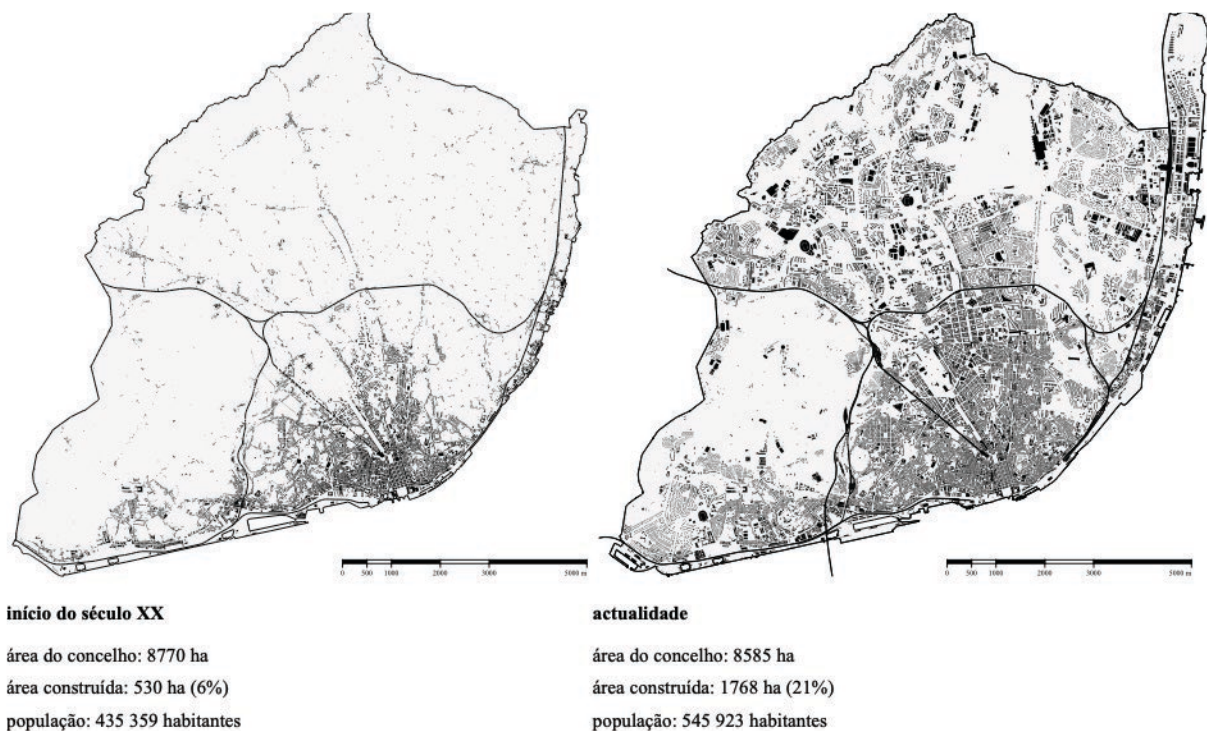 0 500 1000 2000 3000 5000 m
0 500 1000 2000 3000 5000 m
início do século XX
área do concelho: 8770 ha
área construída: 530 ha (6%)
população: 435 359 habitantes
actualidade
área do concelho: 8585 ha
área construída: 1768 ha (21%)
população: 545 923 habitantes